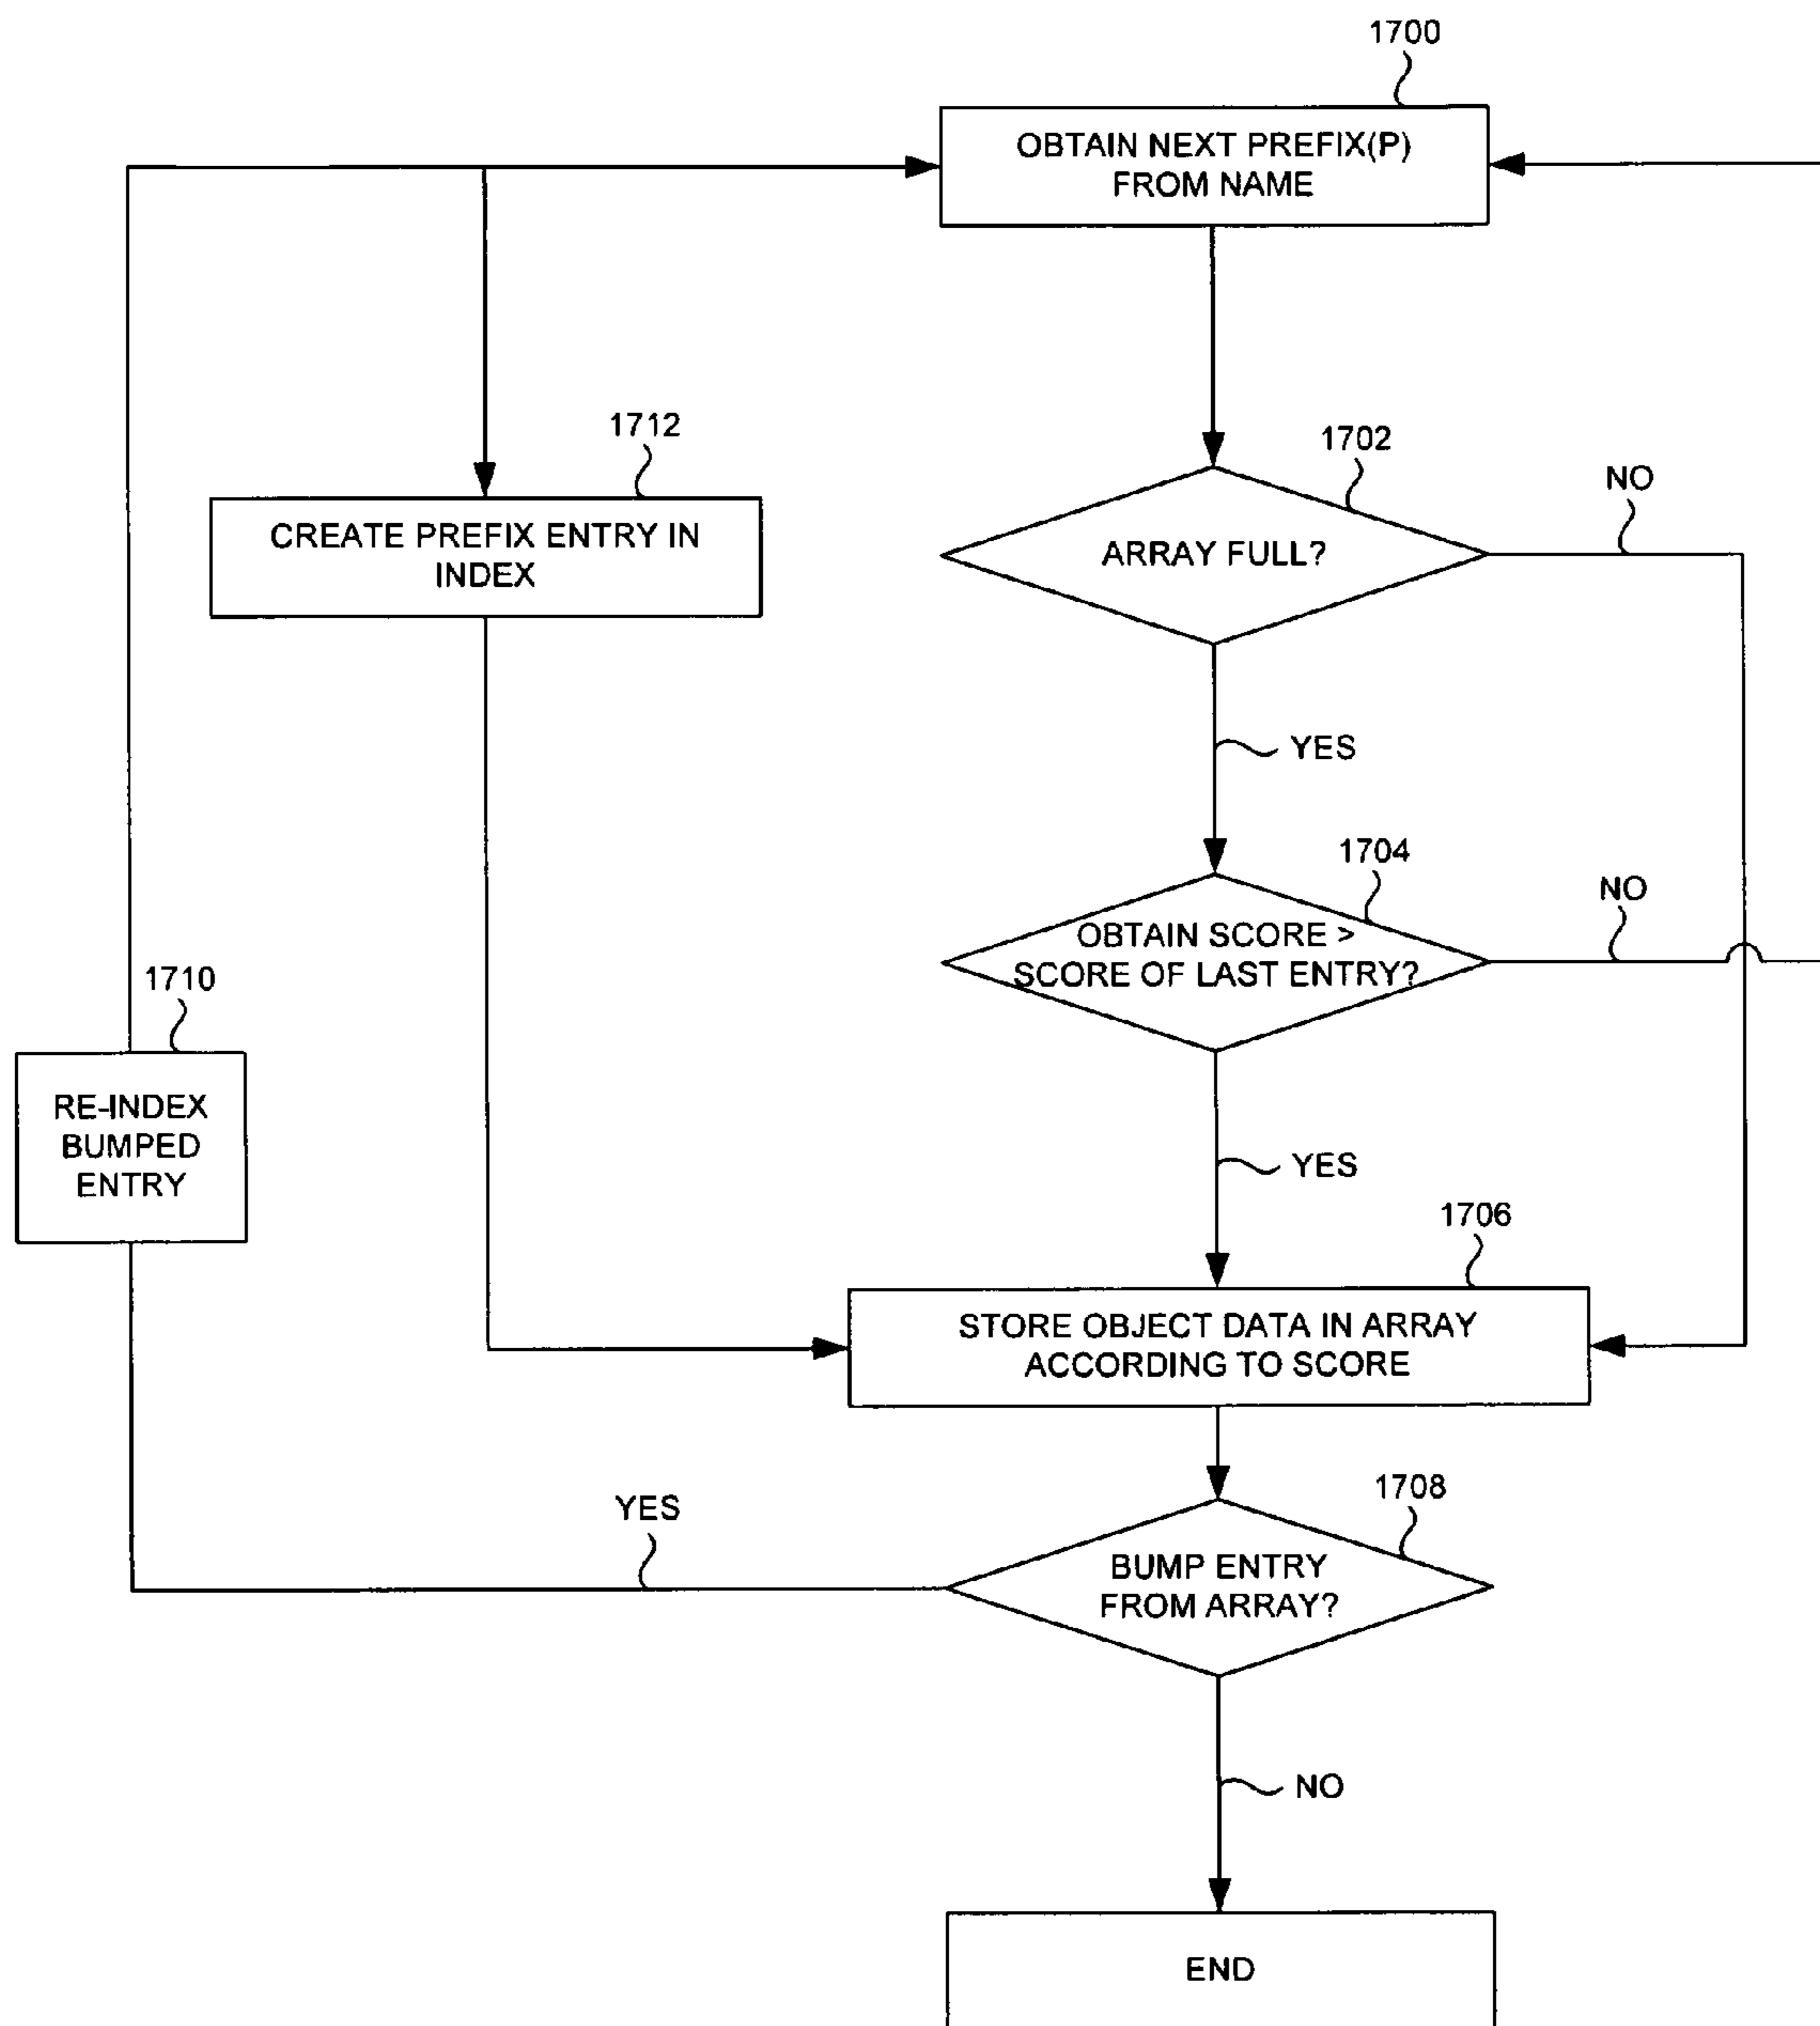 1700
OBTAIN NEXT PREFIX(P)
FROM NAME
1712
CREATE PREFIX ENTRY IN
INDEX
1702
ARRAY FULL?
NO
YES
1704
OBTAIN SCORE >
SCORE OF LAST ENTRY?
NO
1710
RE-INDEX
BUMPED
ENTRY
YES
1706
STORE OBJECT DATA IN ARRAY
ACCORDING TO SCORE
1708
BUMP ENTRY
FROM ARRAY?
YES
NO
END